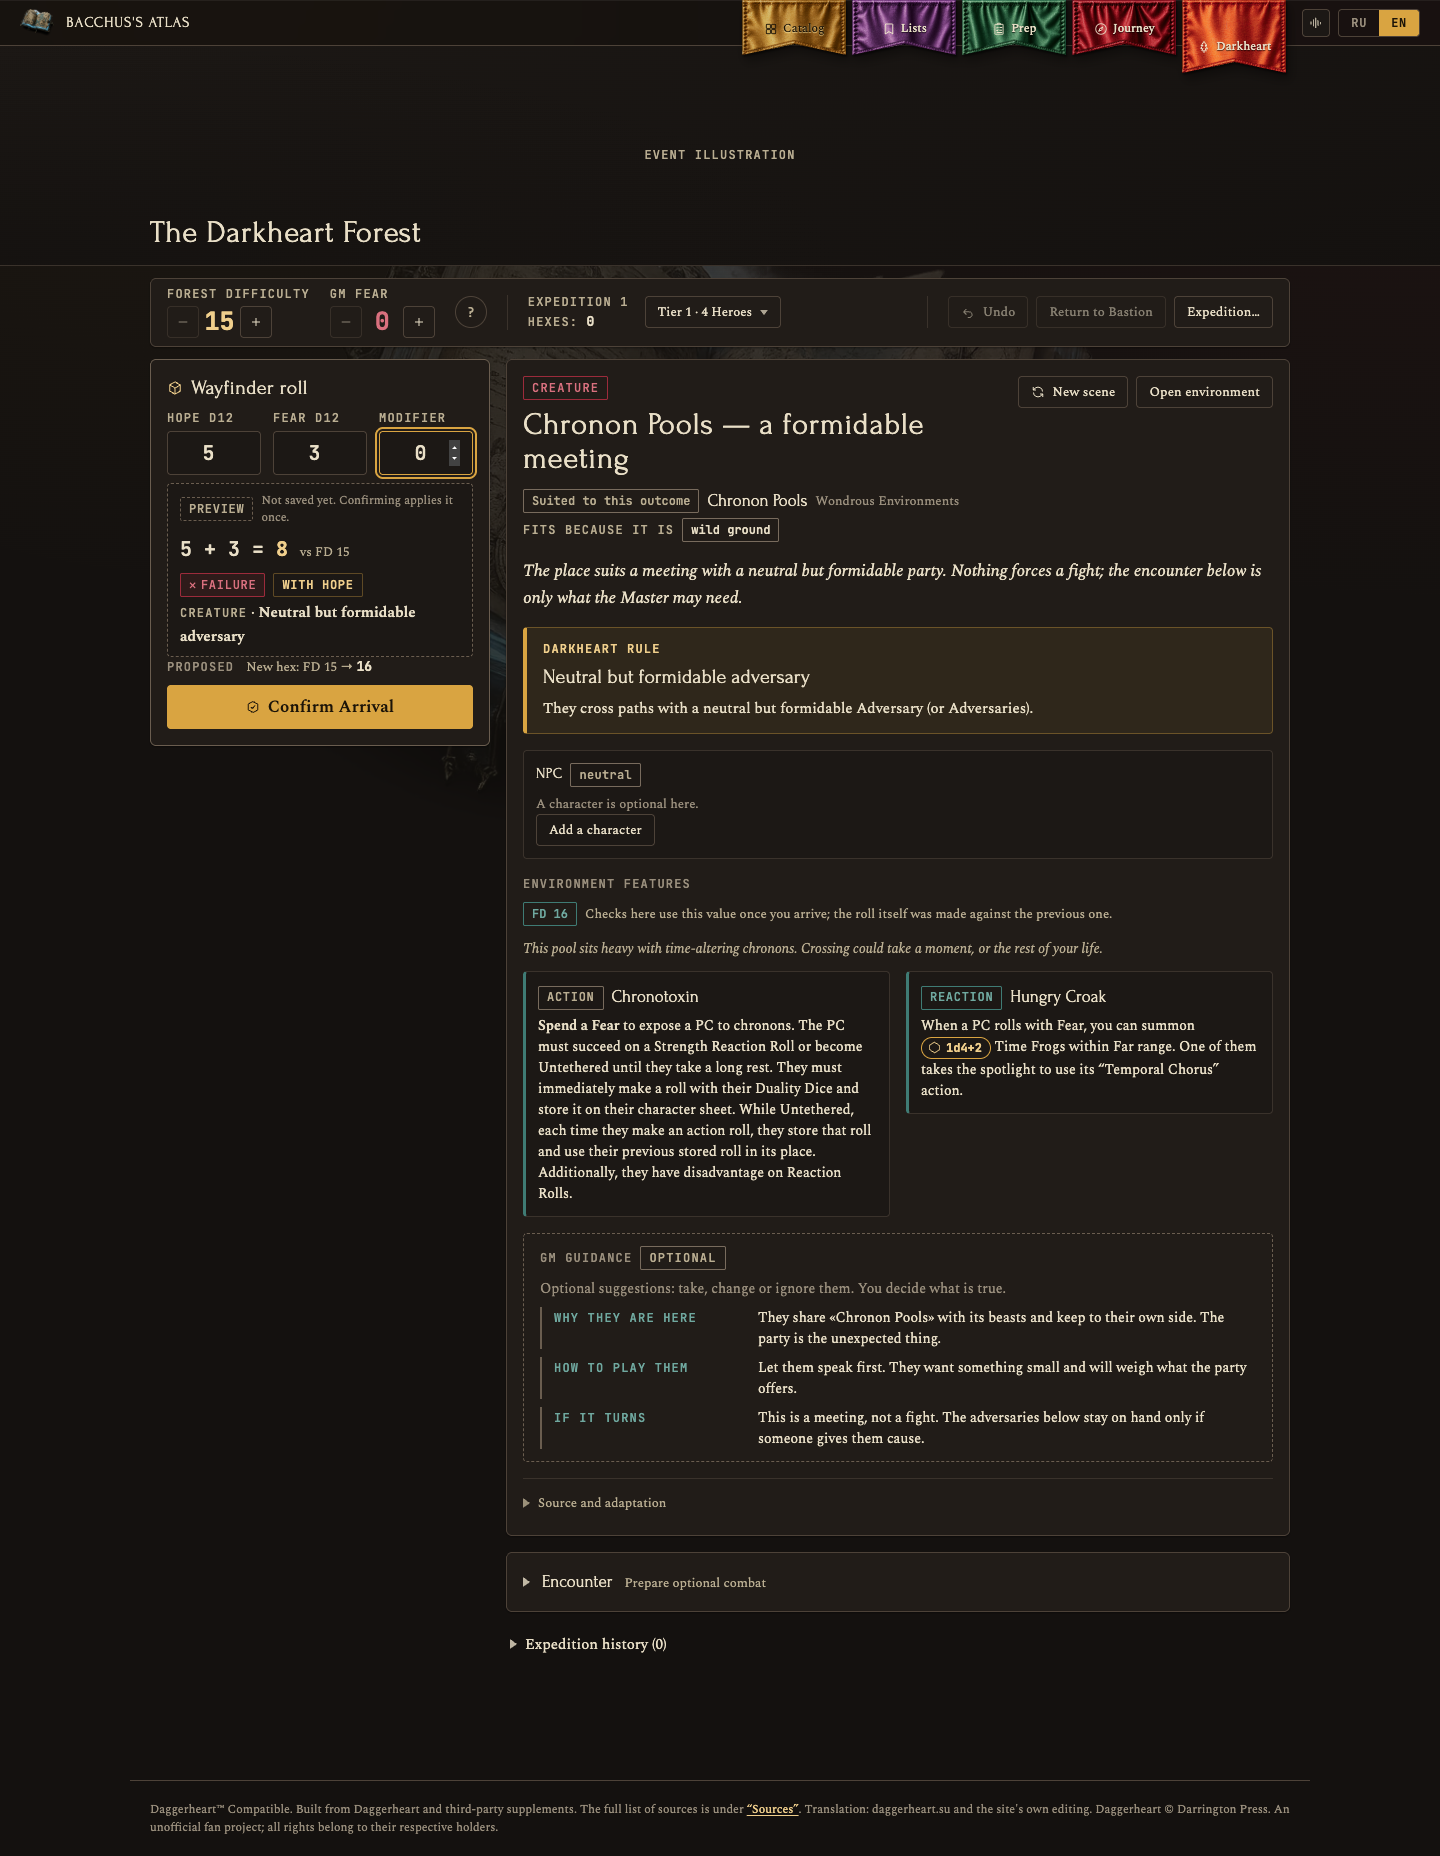 BACCHUS'S ATLAS
Catalog
Lists
Prep
Journey
Darkheart
RU
EN
EVENT ILLUSTRATION
The Darkheart Forest
FOREST DIFFICULTY
− 15 +
GM FEAR
− 0 +
?
EXPEDITION 1
HEXES: 0
Tier 1 · 4 Heroes
Undo
Return to Bastion
Expedition…
Wayfinder roll
HOPE D12
FEAR D12
MODIFIER
5
3
0
PREVIEW
Not saved yet. Confirming applies it
once.
5 + 3 = 8 vs FD 15
× FAILURE
WITH HOPE
CREATURE · Neutral but formidable
adversary
PROPOSED New hex: FD 15 → 16
Confirm Arrival
CREATURE
New scene
Open environment
Chronon Pools — a formidable
meeting
Suited to this outcome Chronon Pools Wondrous Environments
FITS BECAUSE IT IS wild ground
The place suits a meeting with a neutral but formidable party. Nothing forces a fight; the encounter below is
only what the Master may need.
DARKHEART RULE
Neutral but formidable adversary
They cross paths with a neutral but formidable Adversary (or Adversaries).
NPC neutral
A character is optional here.
Add a character
ENVIRONMENT FEATURES
FD 16 Checks here use this value once you arrive; the roll itself was made against the previous one.
This pool sits heavy with time-altering chronons. Crossing could take a moment, or the rest of your life.
ACTION Chronotoxin
Spend a Fear to expose a PC to chronons. The PC
must succeed on a Strength Reaction Roll or become
Untethered until they take a long rest. They must
immediately make a roll with their Duality Dice and
store it on their character sheet. While Untethered,
each time they make an action roll, they store that roll
and use their previous stored roll in its place.
Additionally, they have disadvantage on Reaction
Rolls.
REACTION Hungry Croak
When a PC rolls with Fear, you can summon
1d4+2 Time Frogs within Far range. One of them
takes the spotlight to use its “Temporal Chorus”
action.
GM GUIDANCE OPTIONAL
Optional suggestions: take, change or ignore them. You decide what is true.
WHY THEY ARE HERE
They share «Chronon Pools» with its beasts and keep to their own side. The
party is the unexpected thing.
HOW TO PLAY THEM
Let them speak first. They want something small and will weigh what the party
offers.
IF IT TURNS
This is a meeting, not a fight. The adversaries below stay on hand only if
someone gives them cause.
Source and adaptation
Encounter Prepare optional combat
Expedition history (0)
Daggerheart™ Compatible. Built from Daggerheart and third-party supplements. The full list of sources is under “Sources”. Translation: daggerheart.su and the site's own editing. Daggerheart © Darrington Press. An
unofficial fan project; all rights belong to their respective holders.